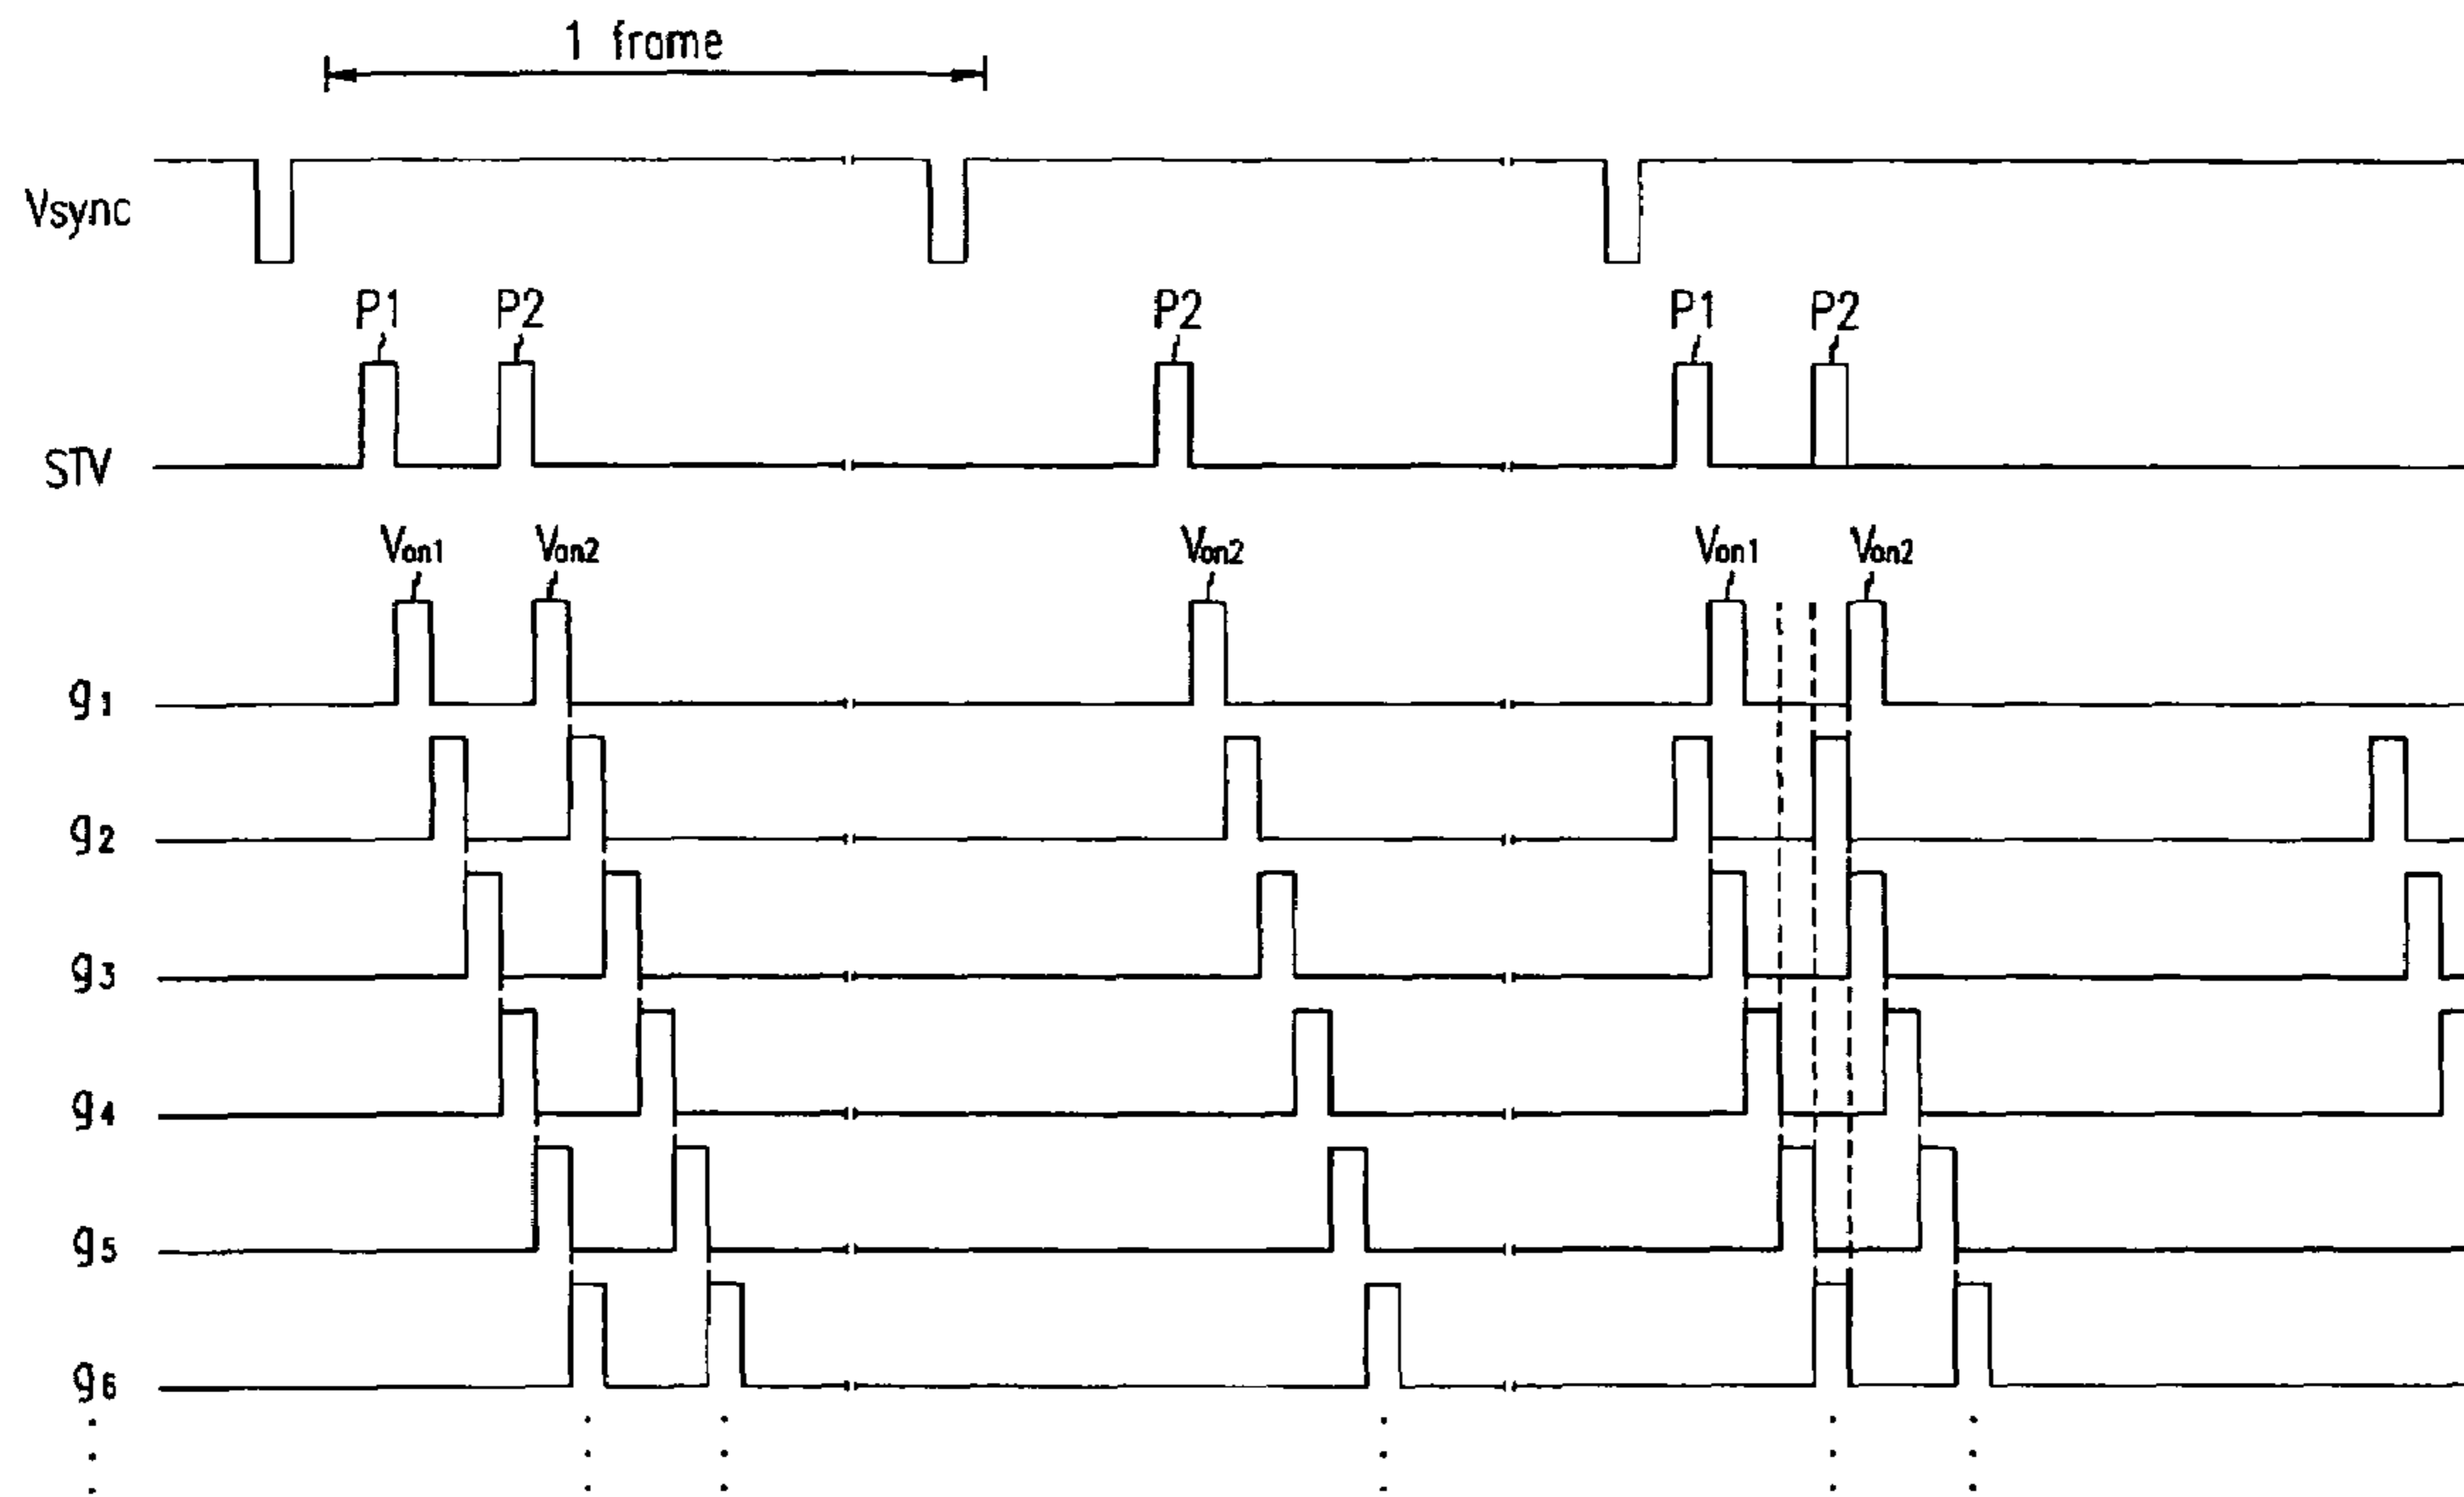 1 frame
Vsync
P1 P2 P2 P1 P2
STV
Von1 Von2 Von2 Von1 Von2
g1
g2
g3
g4
g5
g6